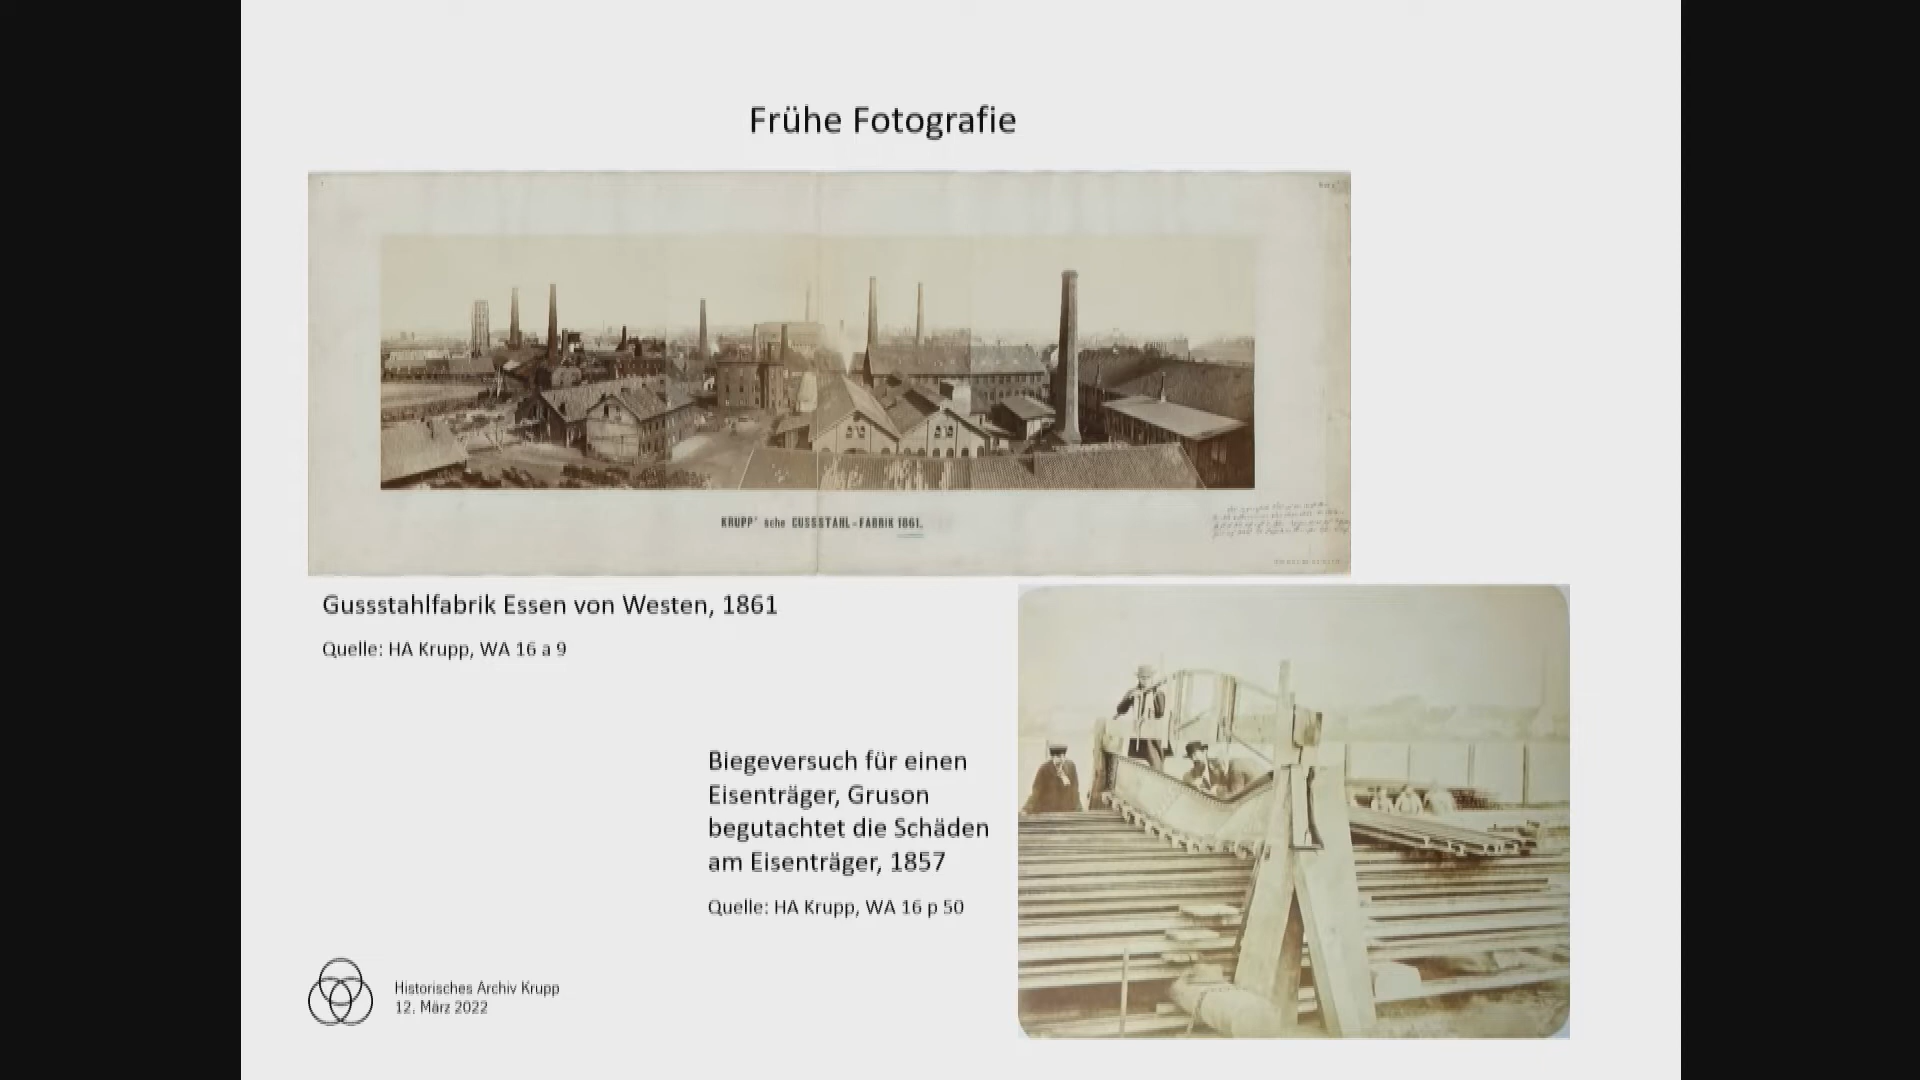 Frühe Fotografie
KRUPP' sche GUSSSTAHL-FABRIK 1861.
Gussstahlfabrik Essen von Westen, 1861
Quelle: HA Krupp, WA 16 a 9
Biegeversuch für einen
Eisenträger, Gruson
begutachtet die Schäden
am Eisenträger, 1857
Quelle: HA Krupp, WA 16 p 50
Historisches Archiv Krupp
12. März 2022